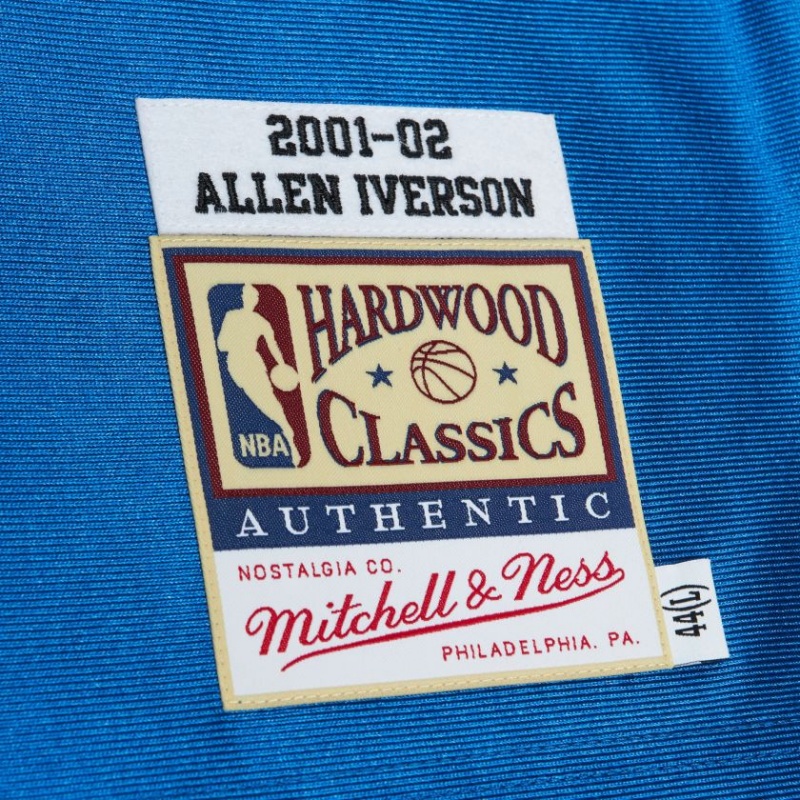 2001-02
ALLEN IVERSON
HARDWOOD
CLASSICS
NBA
AUTHENTIC
NOSTALGIA CO.
Mitchell & Ness
PHILADELPHIA, PA.
44(L)